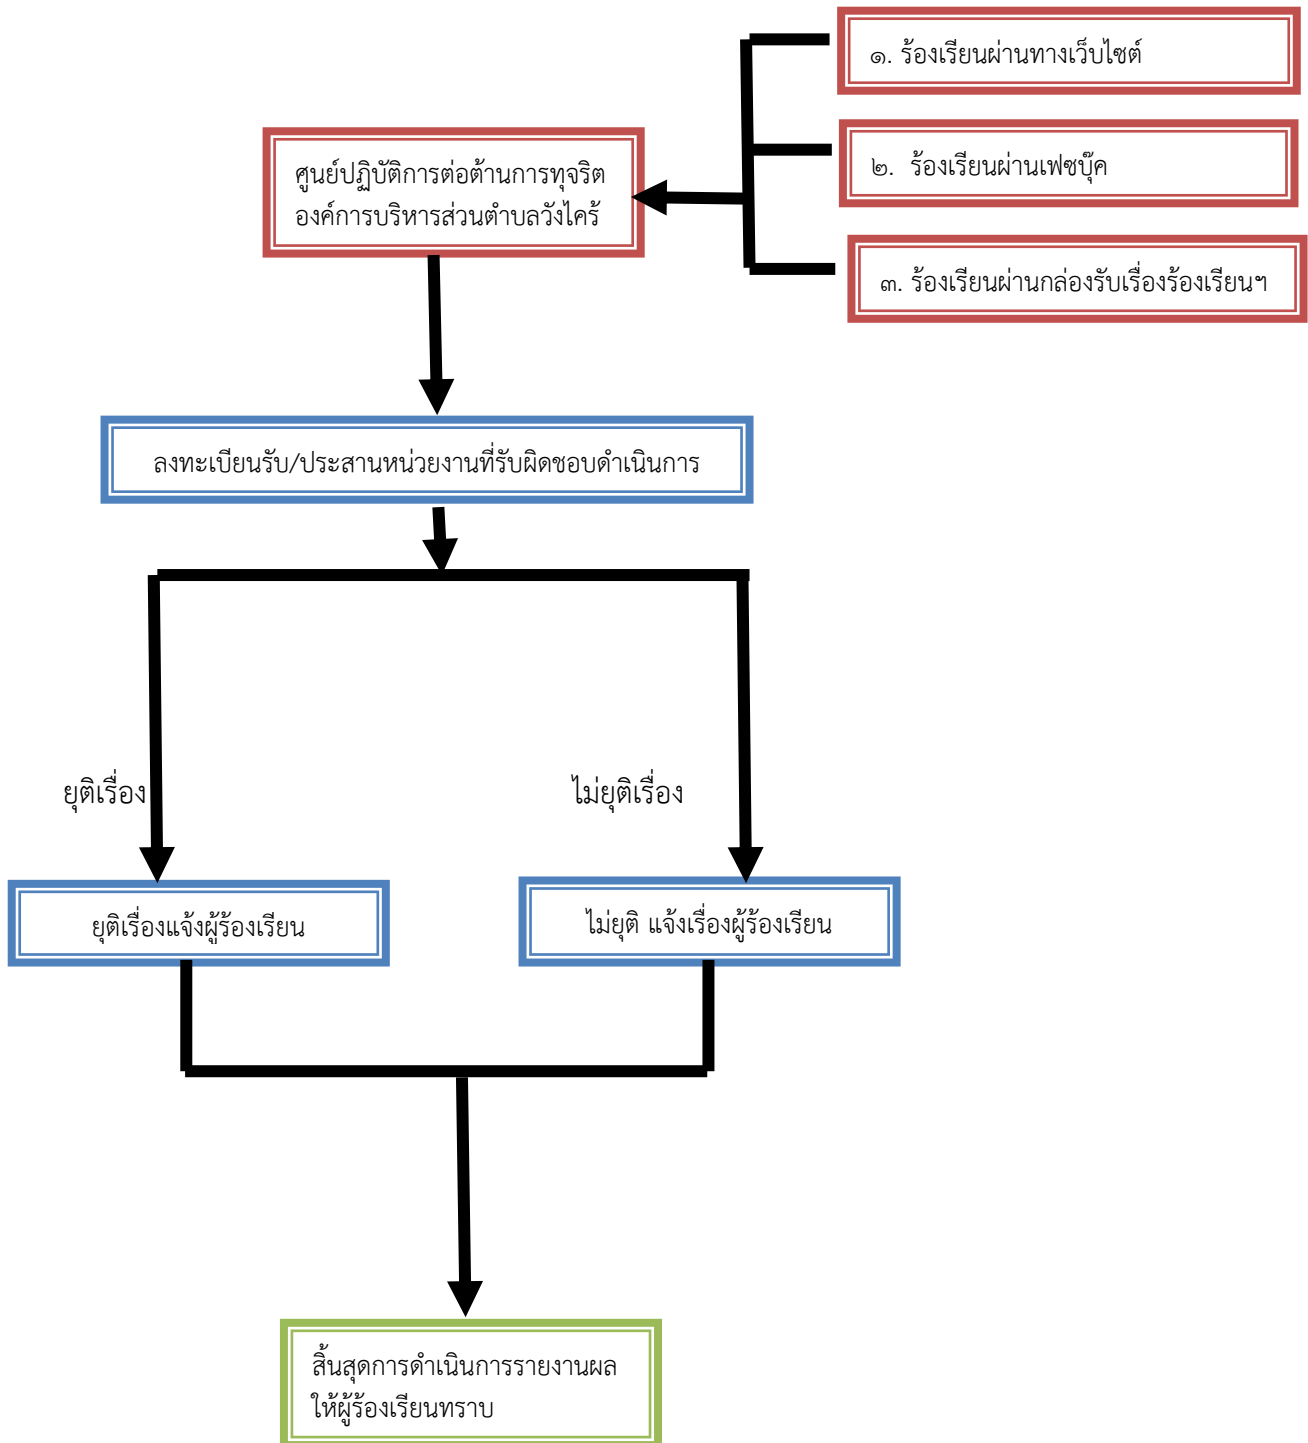 ๑. ร้องเรียนผ่านทางเว็บไซต์
๒. ร้องเรียนผ่านเฟซบุ๊ค
๓. ร้องเรียนผ่านกล่องรับเรื่องร้องเรียนฯ
ศูนย์ปฏิบัติการต่อต้านการทุจริต
องค์การบริหารส่วนตำบลวังไคร้
ลงทะเบียนรับ/ประสานหน่วยงานที่รับผิดชอบดำเนินการ
ยุติเรื่อง
ไม่ยุติเรื่อง
ยุติเรื่องแจ้งผู้ร้องเรียน
ไม่ยุติ แจ้งเรื่องผู้ร้องเรียน
สิ้นสุดการดำเนินการรายงานผล
ให้ผู้ร้องเรียนทราบ